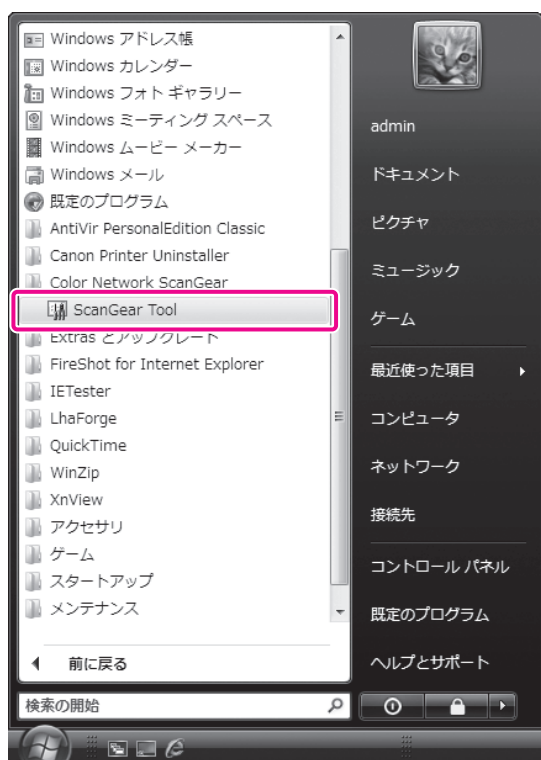 Windows アドレス帳
Windows カレンダー
Windows フォト ギャラリー
Windows ミーティング スペース
Windows ムービー メーカー
Windows メール
既定のプログラム
AntiVir PersonalEdition Classic
Canon Printer Uninstaller
Color Network ScanGear
ScanGear Tool
Extras とアップグレード
FireShot for Internet Explorer
IETester
LhaForge
QuickTime
WinZip
XnView
アクセサリ
ゲーム
スタートアップ
メンテナンス
前に戻る
検索の開始
admin
ドキュメント
ピクチャ
ミュージック
ゲーム
最近使った項目
コンピュータ
ネットワーク
接続先
コントロール パネル
既定のプログラム
ヘルプとサポート